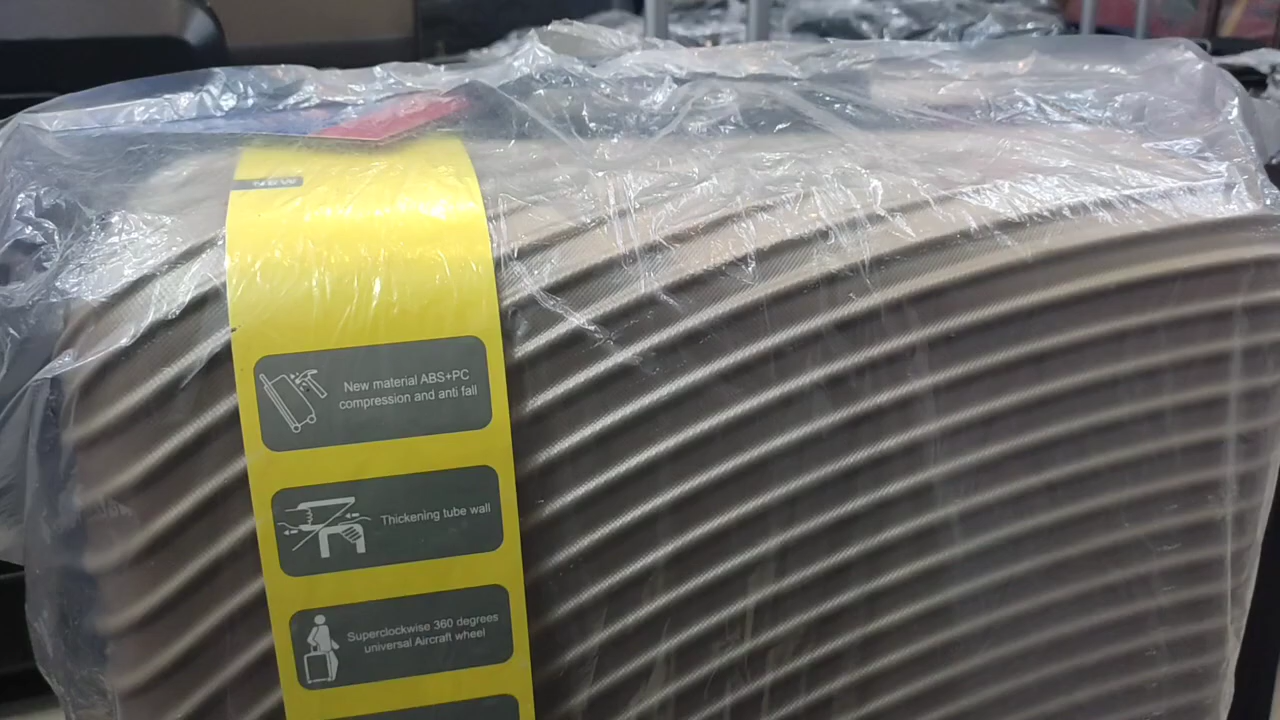 New material ABS+PC
compression and anti fall
Thickening tube wall
Superclockwise 360 degrees
universal Aircraft wheel